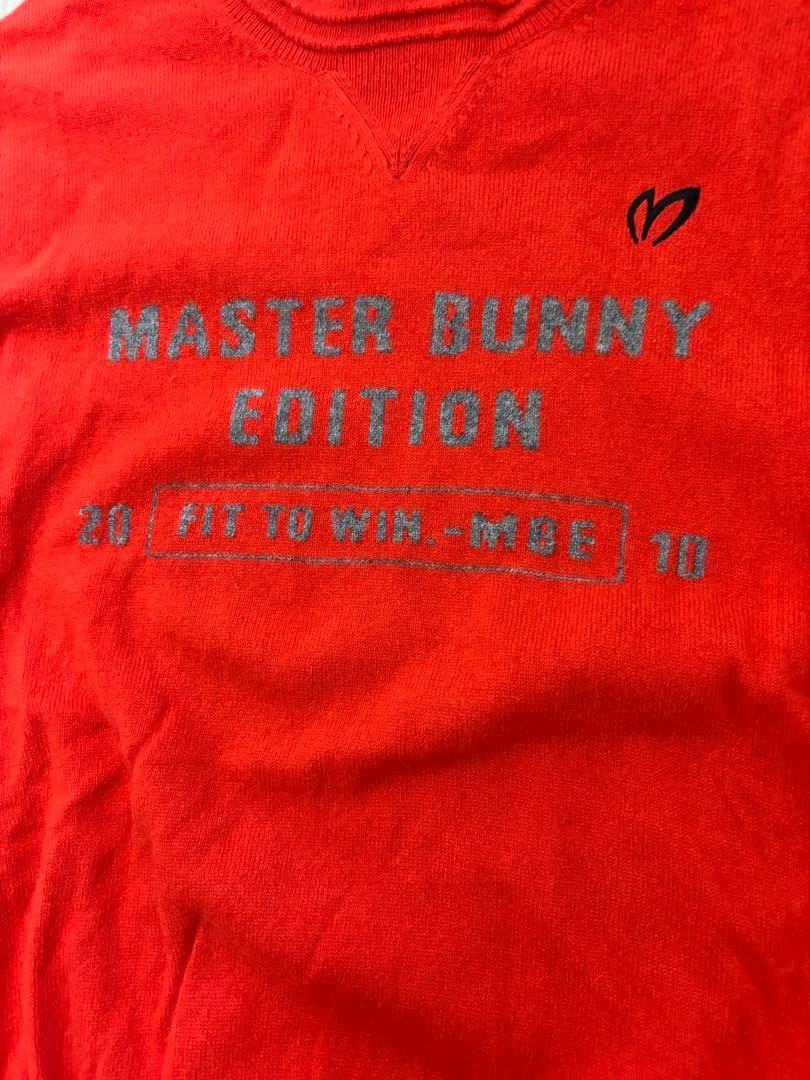 MASTER BUNNY
EDITION
20 FIT TO WIN.-MBE 10